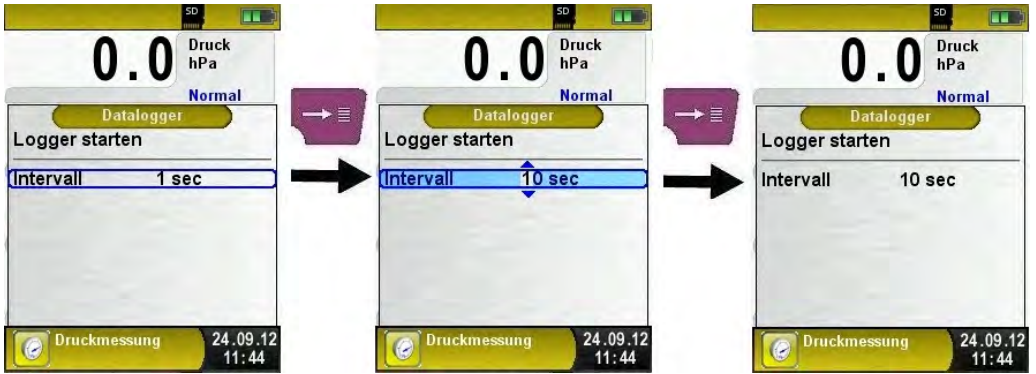 SD
0.0
Druck
hPa
Normal
Datalogger
Logger starten
Intervall 1 sec
Druckmessung
24.09.12
11:44
SD
0.0
Druck
hPa
Normal
Datalogger
Logger starten
Intervall 10 sec
Druckmessung
24.09.12
11:44
SD
0.0
Druck
hPa
Normal
Datalogger
Logger starten
Intervall 10 sec
Druckmessung
24.09.12
11:44